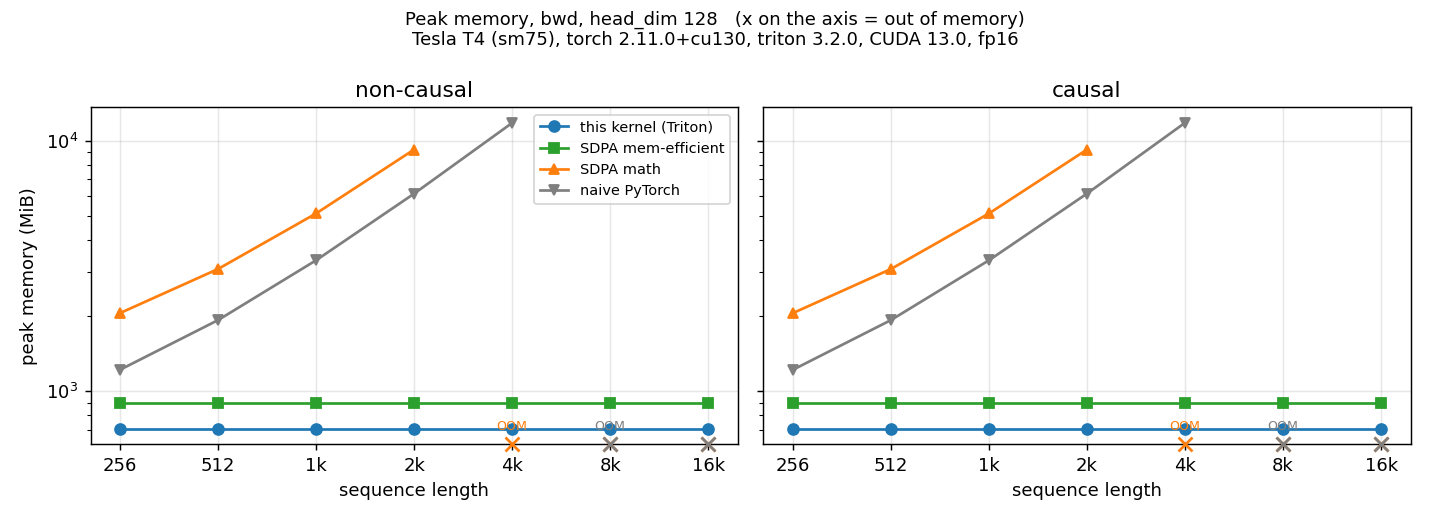 Peak memory, bwd, head_dim 128   (x on the axis = out of memory)
Tesla T4 (sm75), torch 2.11.0+cu130, triton 3.2.0, CUDA 13.0, fp16
non-causal
causal
this kernel (Triton)
SDPA mem-efficient
SDPA math
naive PyTorch
peak memory (MiB)
10⁴
10³
OOM OOM
OOM OOM
256 512 1k 2k 4k 8k 16k
256 512 1k 2k 4k 8k 16k
sequence length
sequence length